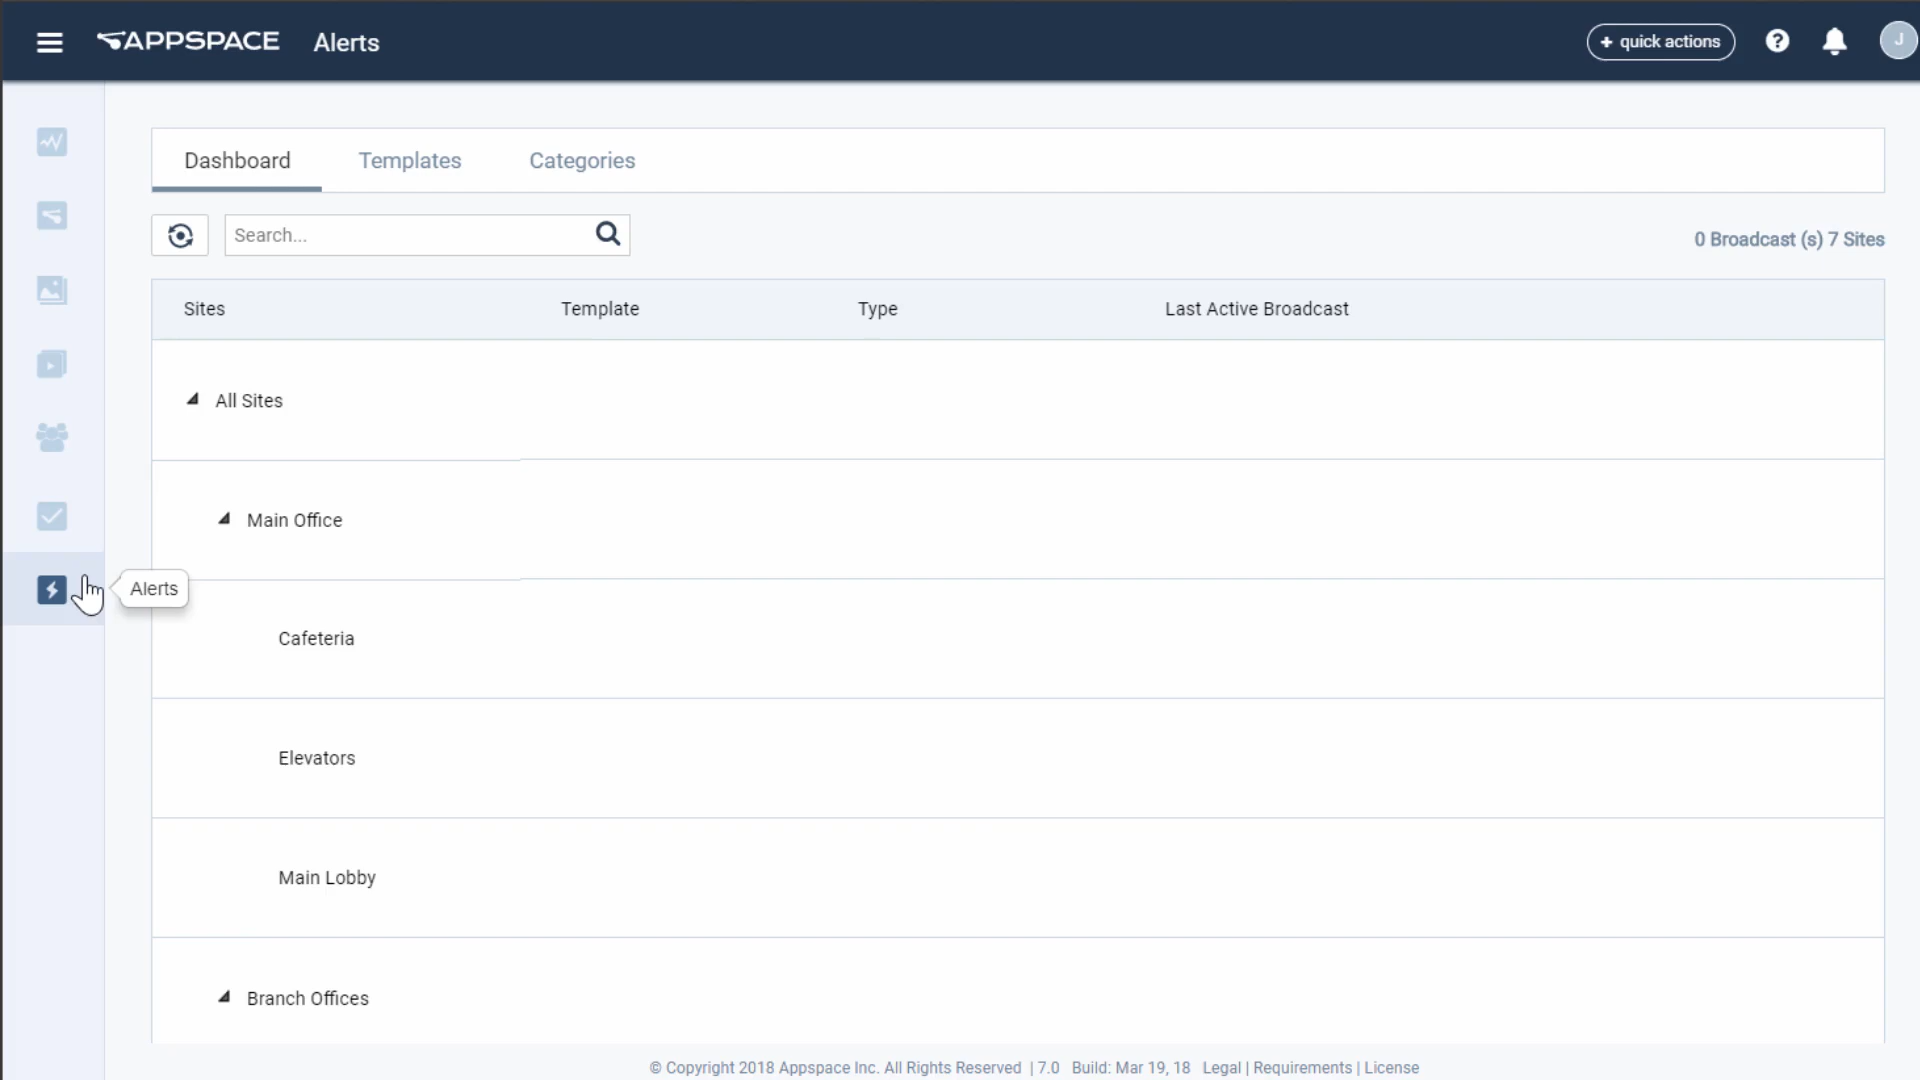 APPSPACE Alerts + quick actions ? J
Dashboard Templates Categories
Search... 0 Broadcast (s) 7 Sites
Sites Template Type Last Active Broadcast
All Sites
Main Office
Alerts
Cafeteria
Elevators
Main Lobby
Branch Offices
© Copyright 2018 Appspace Inc. All Rights Reserved | 7.0 Build: Mar 19, 18 Legal | Requirements | License